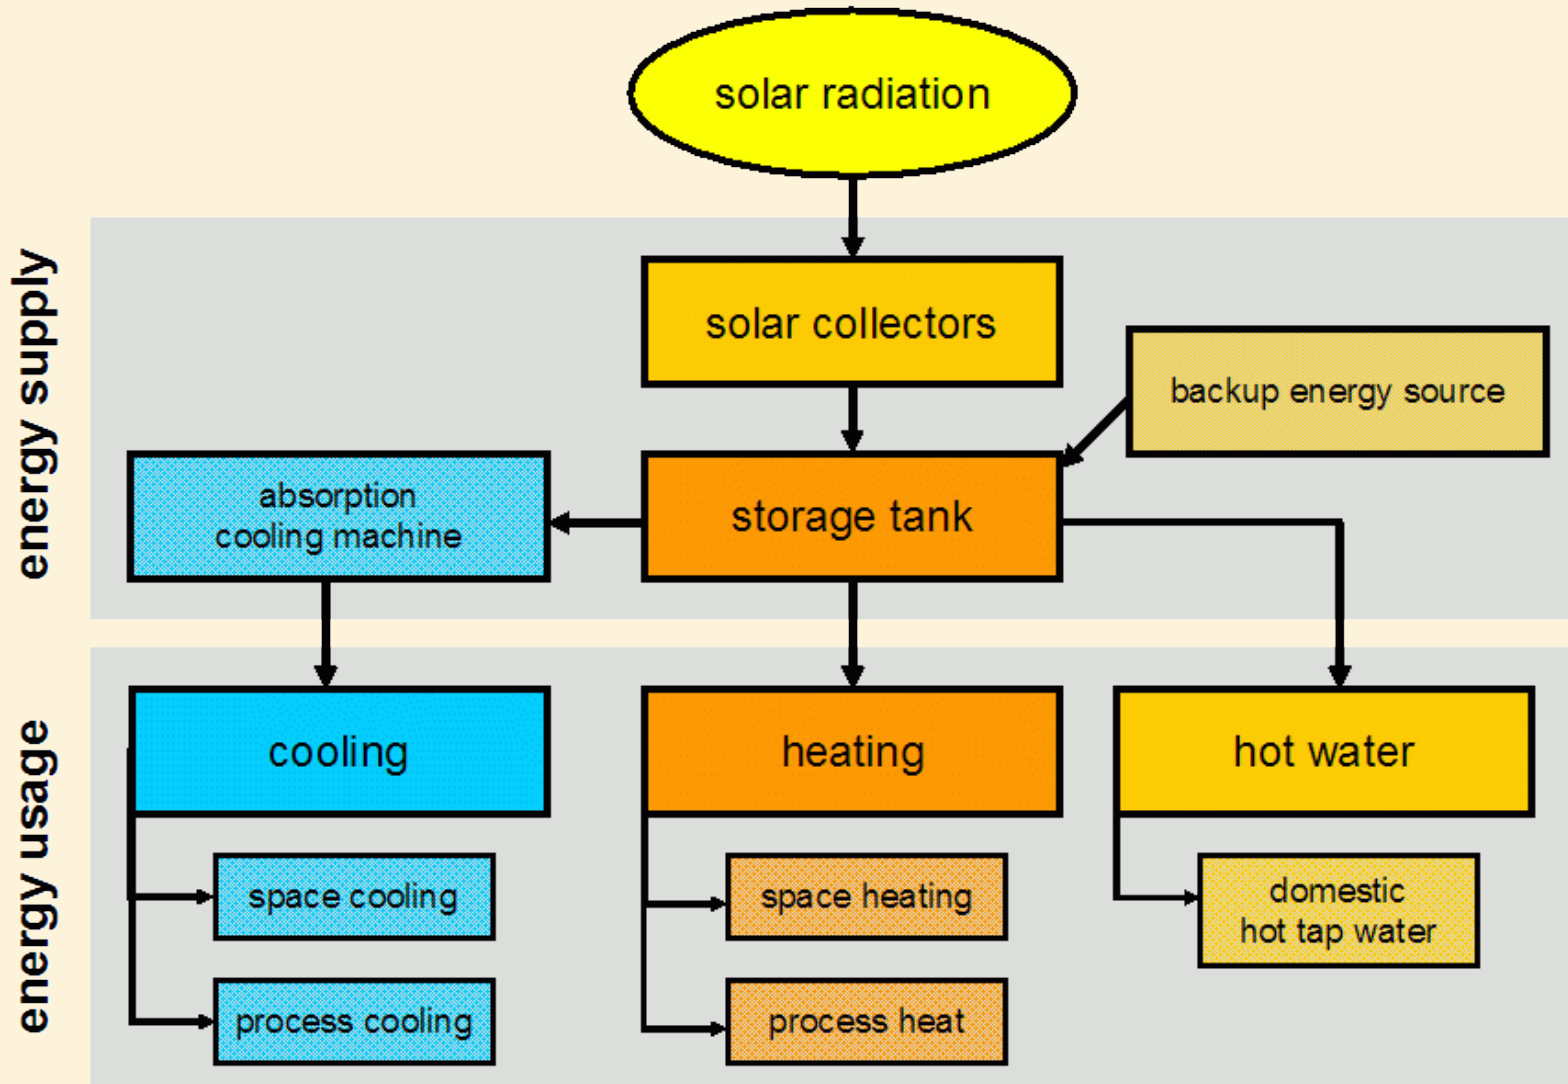 solar radiation
energy supply
solar collectors
backup energy source
absorption
cooling machine
storage tank
energy usage
cooling
heating
hot water
space cooling
space heating
domestic
hot tap water
process cooling
process heat